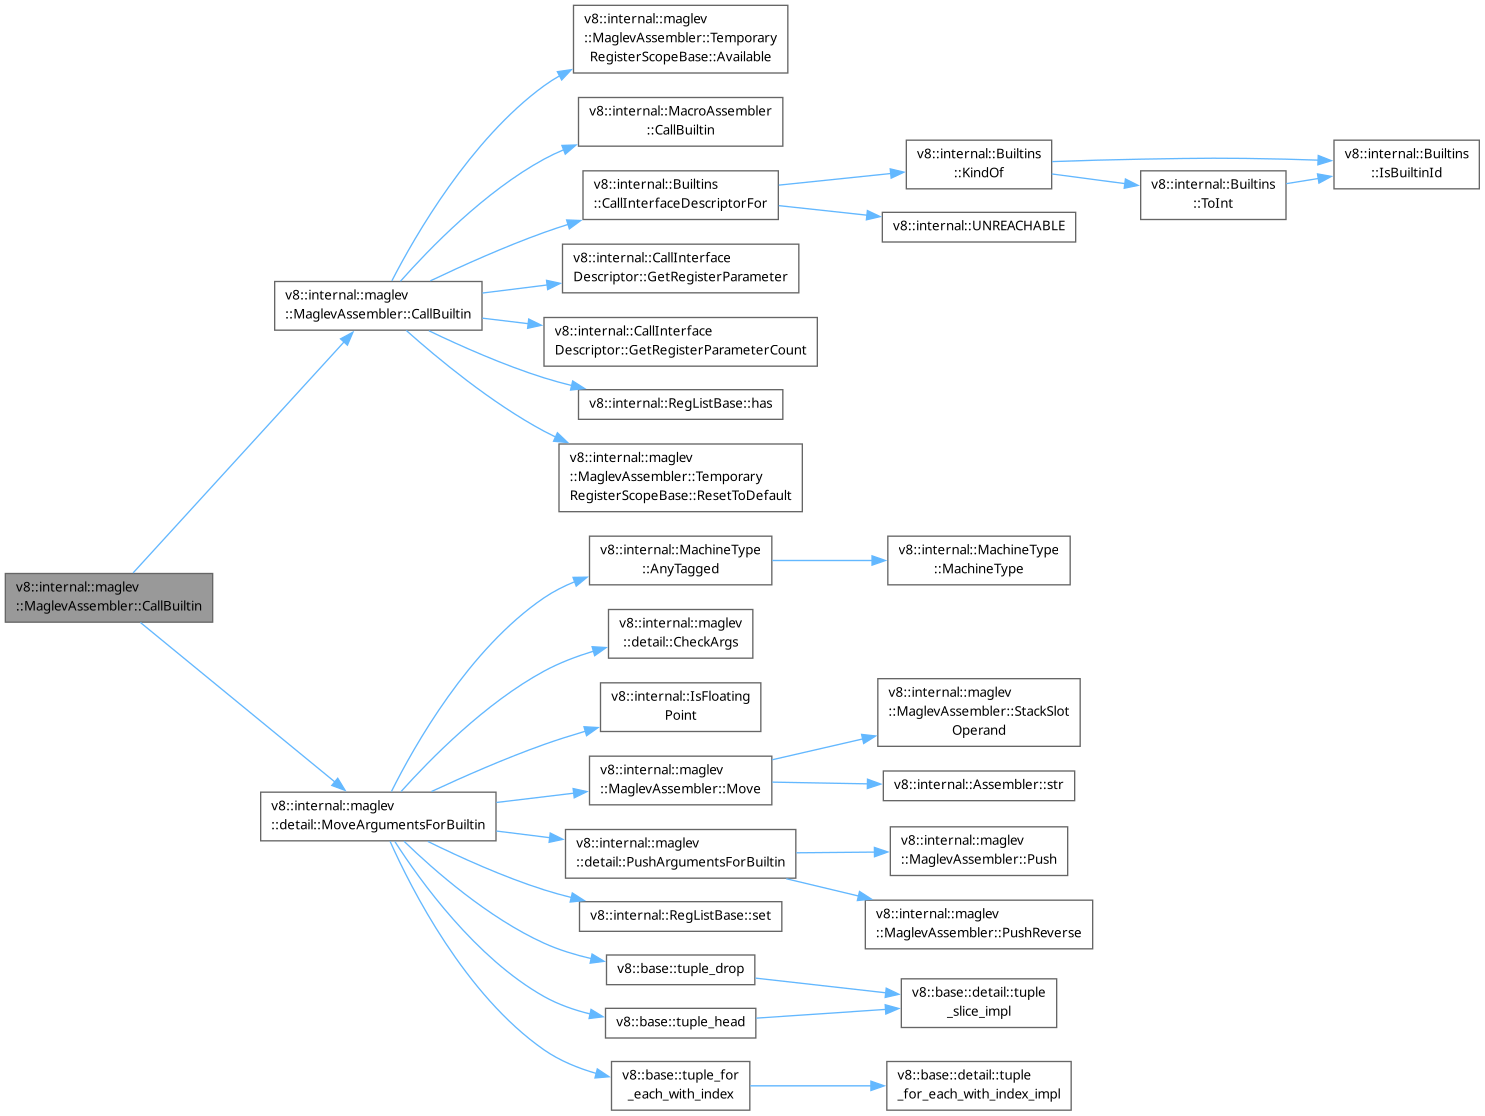 v8::internal::maglev
::MaglevAssembler::CallBuiltin
v8::internal::maglev
::MaglevAssembler::CallBuiltin
v8::internal::maglev
::MaglevAssembler::Temporary
RegisterScopeBase::Available
v8::internal::MacroAssembler
::CallBuiltin
v8::internal::Builtins
::CallInterfaceDescriptorFor
v8::internal::Builtins
::KindOf
v8::internal::Builtins
::IsBuiltinId
v8::internal::Builtins
::ToInt
v8::internal::UNREACHABLE
v8::internal::CallInterface
Descriptor::GetRegisterParameter
v8::internal::CallInterface
Descriptor::GetRegisterParameterCount
v8::internal::RegListBase::has
v8::internal::maglev
::MaglevAssembler::Temporary
RegisterScopeBase::ResetToDefault
v8::internal::maglev
::detail::MoveArgumentsForBuiltin
v8::internal::MachineType
::AnyTagged
v8::internal::MachineType
::MachineType
v8::internal::maglev
::detail::CheckArgs
v8::internal::IsFloating
Point
v8::internal::maglev
::MaglevAssembler::Move
v8::internal::maglev
::MaglevAssembler::StackSlot
Operand
v8::internal::Assembler::str
v8::internal::maglev
::detail::PushArgumentsForBuiltin
v8::internal::maglev
::MaglevAssembler::Push
v8::internal::maglev
::MaglevAssembler::PushReverse
v8::internal::RegListBase::set
v8::base::tuple_drop
v8::base::detail::tuple
_slice_impl
v8::base::tuple_head
v8::base::tuple_for
_each_with_index
v8::base::detail::tuple
_for_each_with_index_impl